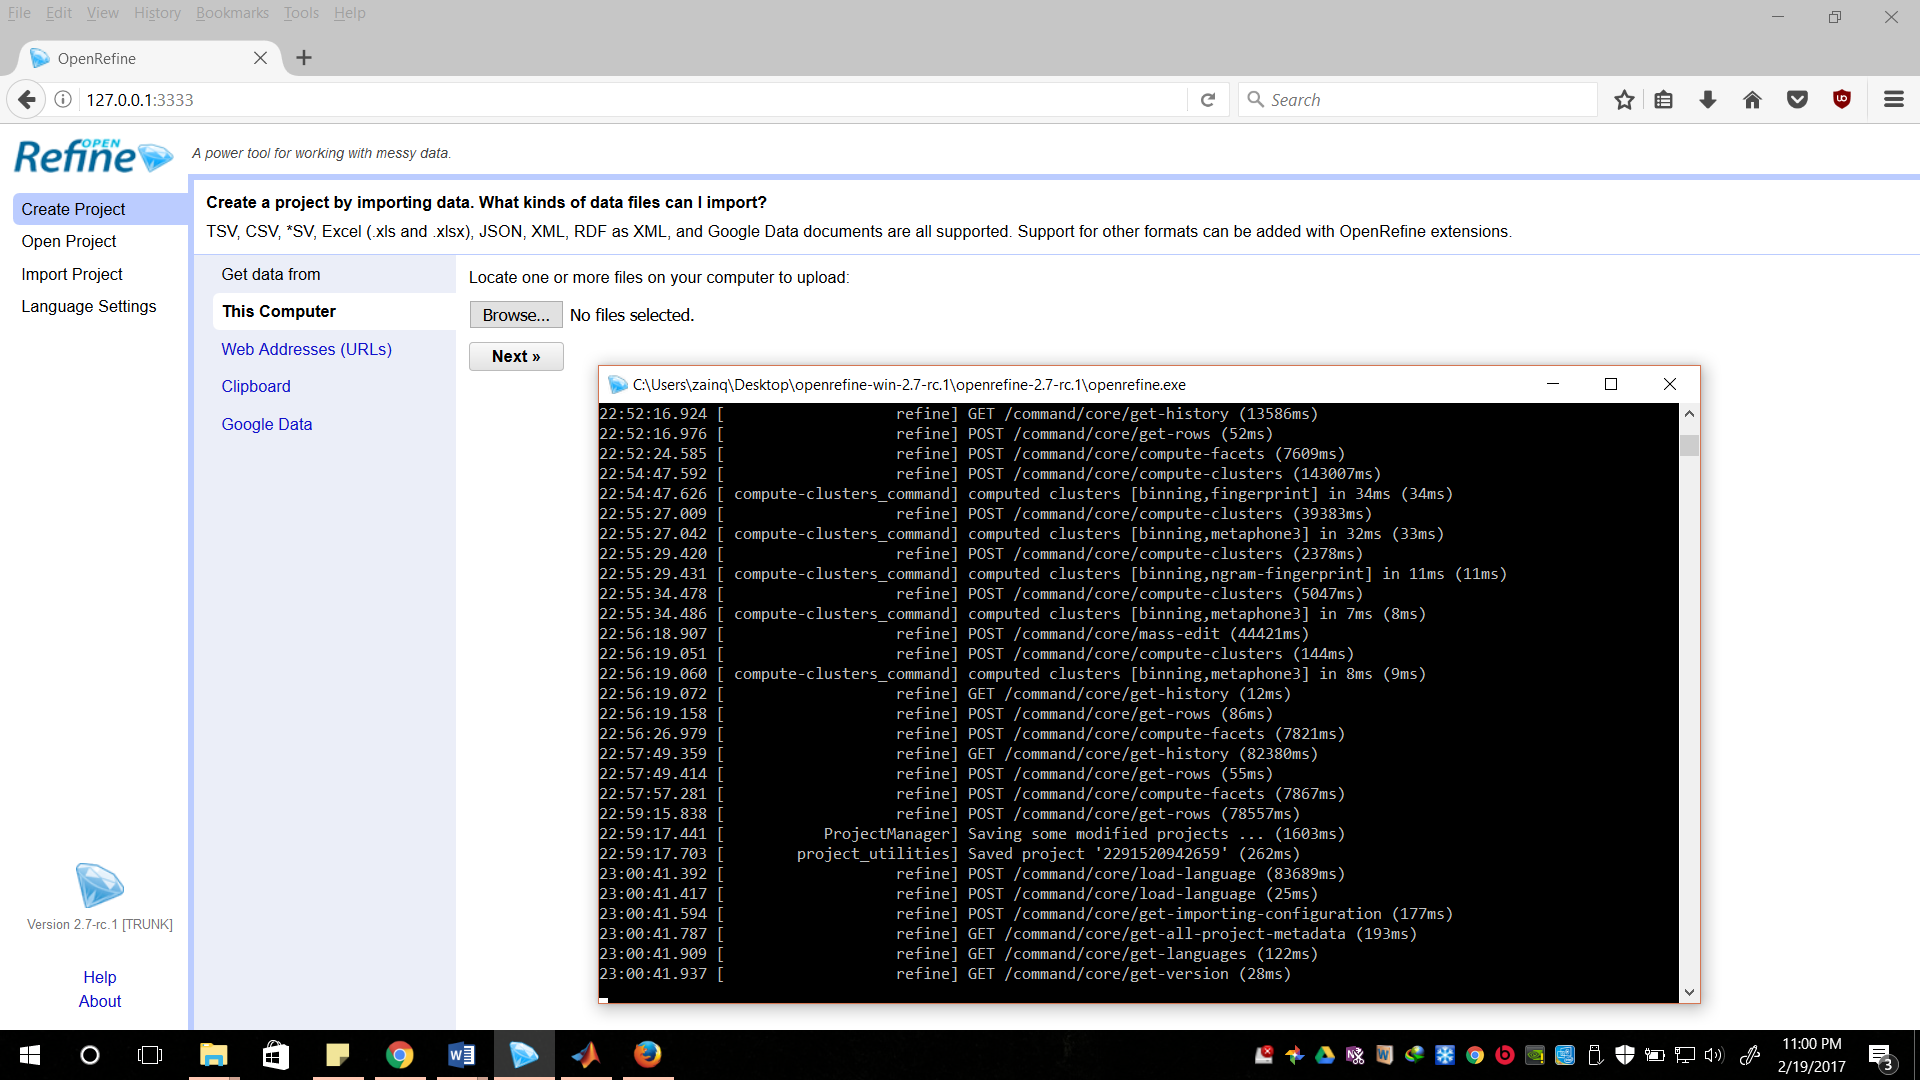 File Edit View History Bookmarks Tools Help
OpenRefine
127.0.0.1:3333
Search
OPEN
Refine
A power tool for working with messy data.
Create Project
Open Project
Import Project
Language Settings
Create a project by importing data. What kinds of data files can I import?
TSV, CSV, *SV, Excel (.xls and .xlsx), JSON, XML, RDF as XML, and Google Data documents are all supported. Support for other formats can be added with OpenRefine extensions.
Get data from
This Computer
Web Addresses (URLs)
Clipboard
Google Data
Locate one or more files on your computer to upload:
Browse... No files selected.
Next »
C:\Users\zainq\Desktop\openrefine-win-2.7-rc.1\openrefine-2.7-rc.1\openrefine.exe
22:52:16.924 [ refine] GET /command/core/get-history (13586ms)
22:52:16.976 [ refine] POST /command/core/get-rows (52ms)
22:52:24.585 [ refine] POST /command/core/compute-facets (7609ms)
22:54:47.592 [ refine] POST /command/core/compute-clusters (143007ms)
22:54:47.626 [ compute-clusters_command] computed clusters [binning,fingerprint] in 34ms (34ms)
22:55:27.009 [ refine] POST /command/core/compute-clusters (39383ms)
22:55:27.042 [ compute-clusters_command] computed clusters [binning,metaphone3] in 32ms (33ms)
22:55:29.420 [ refine] POST /command/core/compute-clusters (2378ms)
22:55:29.431 [ compute-clusters_command] computed clusters [binning,ngram-fingerprint] in 11ms (11ms)
22:55:34.478 [ refine] POST /command/core/compute-clusters (5047ms)
22:55:34.486 [ compute-clusters_command] computed clusters [binning,metaphone3] in 7ms (8ms)
22:56:18.907 [ refine] POST /command/core/mass-edit (44421ms)
22:56:19.051 [ refine] POST /command/core/compute-clusters (144ms)
22:56:19.060 [ compute-clusters_command] computed clusters [binning,metaphone3] in 8ms (9ms)
22:56:19.072 [ refine] GET /command/core/get-history (12ms)
22:56:19.158 [ refine] POST /command/core/get-rows (86ms)
22:56:26.979 [ refine] POST /command/core/compute-facets (7821ms)
22:57:49.359 [ refine] GET /command/core/get-history (82380ms)
22:57:49.414 [ refine] POST /command/core/get-rows (55ms)
22:57:57.281 [ refine] POST /command/core/compute-facets (7867ms)
22:59:15.838 [ refine] POST /command/core/get-rows (78557ms)
22:59:17.441 [ ProjectManager] Saving some modified projects ... (1603ms)
22:59:17.703 [ project_utilities] Saved project '2291520942659' (262ms)
23:00:41.392 [ refine] POST /command/core/load-language (83689ms)
23:00:41.417 [ refine] POST /command/core/load-language (25ms)
23:00:41.594 [ refine] POST /command/core/get-importing-configuration (177ms)
23:00:41.787 [ refine] GET /command/core/get-all-project-metadata (193ms)
23:00:41.909 [ refine] GET /command/core/get-languages (122ms)
23:00:41.937 [ refine] GET /command/core/get-version (28ms)
Version 2.7-rc.1 [TRUNK]
Help
About
11:00 PM
2/19/2017
3